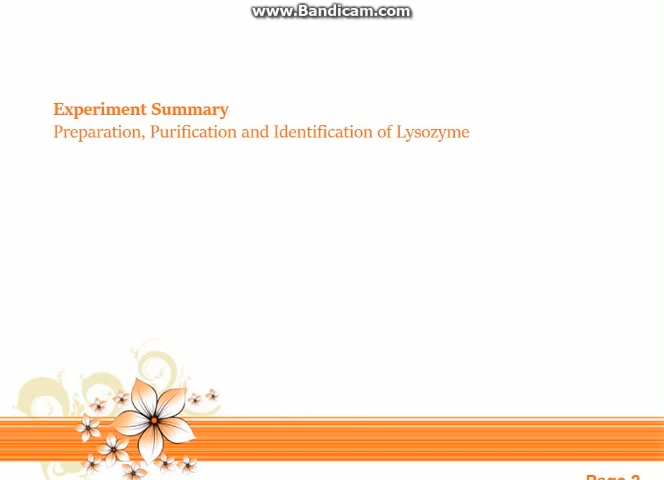 www.Bandicam.com
Experiment Summary
Preparation, Purification and Identification of Lysozyme